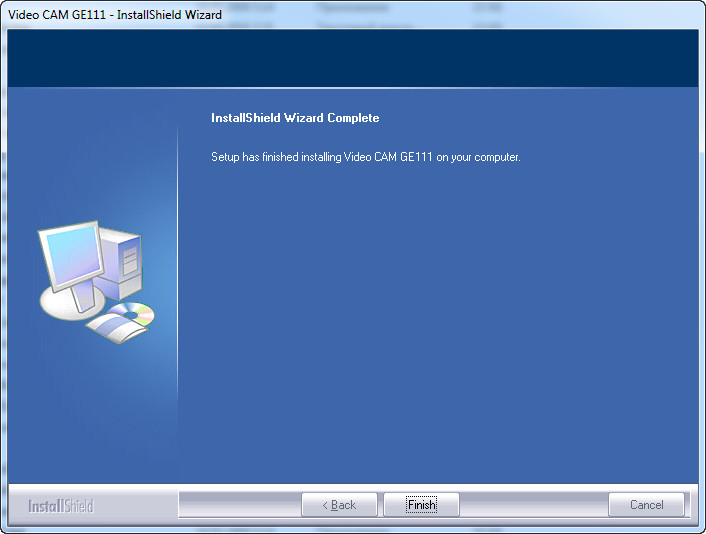 Video CAM GE111 - InstallShield Wizard
InstallShield Wizard Complete
Setup has finished installing Video CAM GE111 on your computer.
InstallShield
< Back
Finish
Cancel